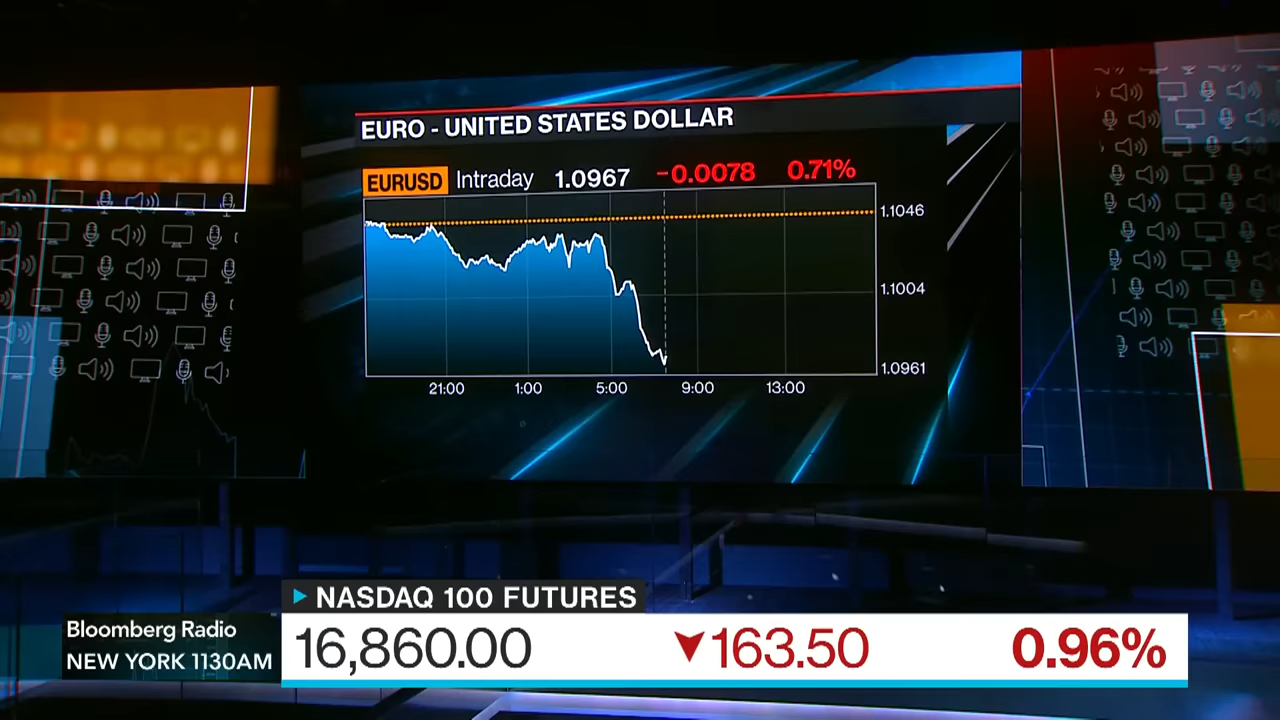 EURO - UNITED STATES DOLLAR
EURUSD Intraday 1.0967 -0.0078 0.71%
1.1046
1.1004
1.0961
21:00 1:00 5:00 9:00 13:00
NASDAQ 100 FUTURES
Bloomberg Radio
NEW YORK 1130AM
16,860.00 163.50 0.96%